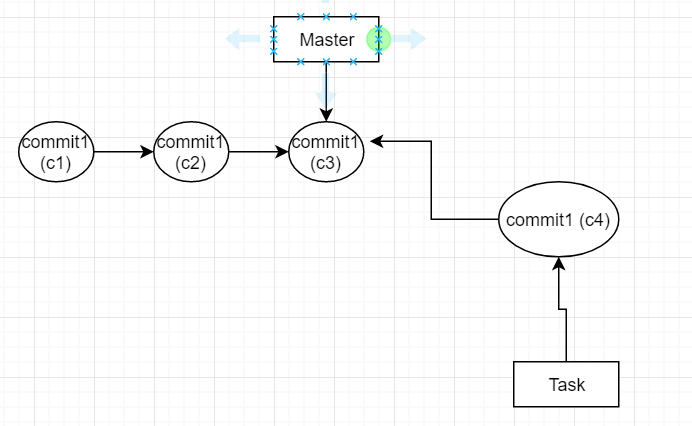 Master
commit1
(c1)
commit1
(c2)
commit1
(c3)
commit1 (c4)
Task